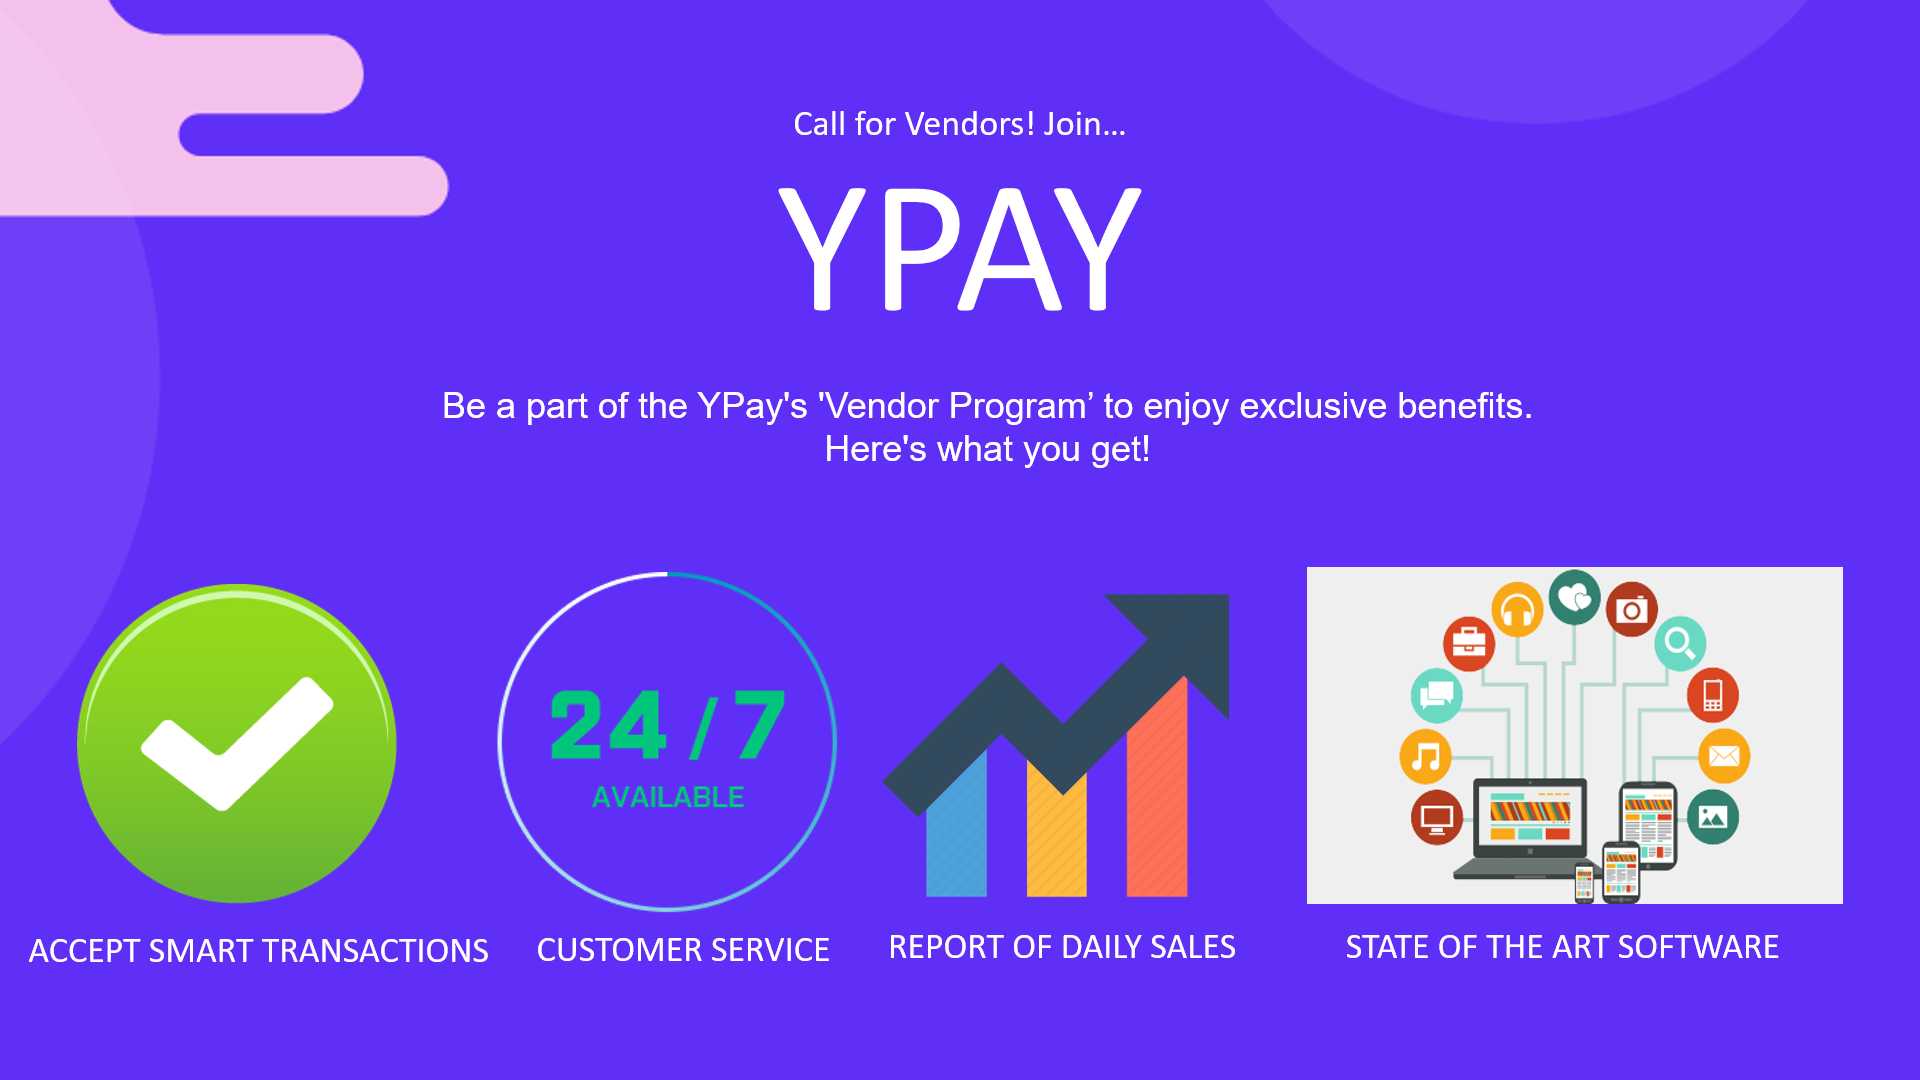 Call for Vendors! Join...
YPAY
Be a part of the YPay's 'Vendor Program’ to enjoy exclusive benefits.
Here's what you get!
24/7
AVAILABLE
ACCEPT SMART TRANSACTIONS
CUSTOMER SERVICE
REPORT OF DAILY SALES
STATE OF THE ART SOFTWARE